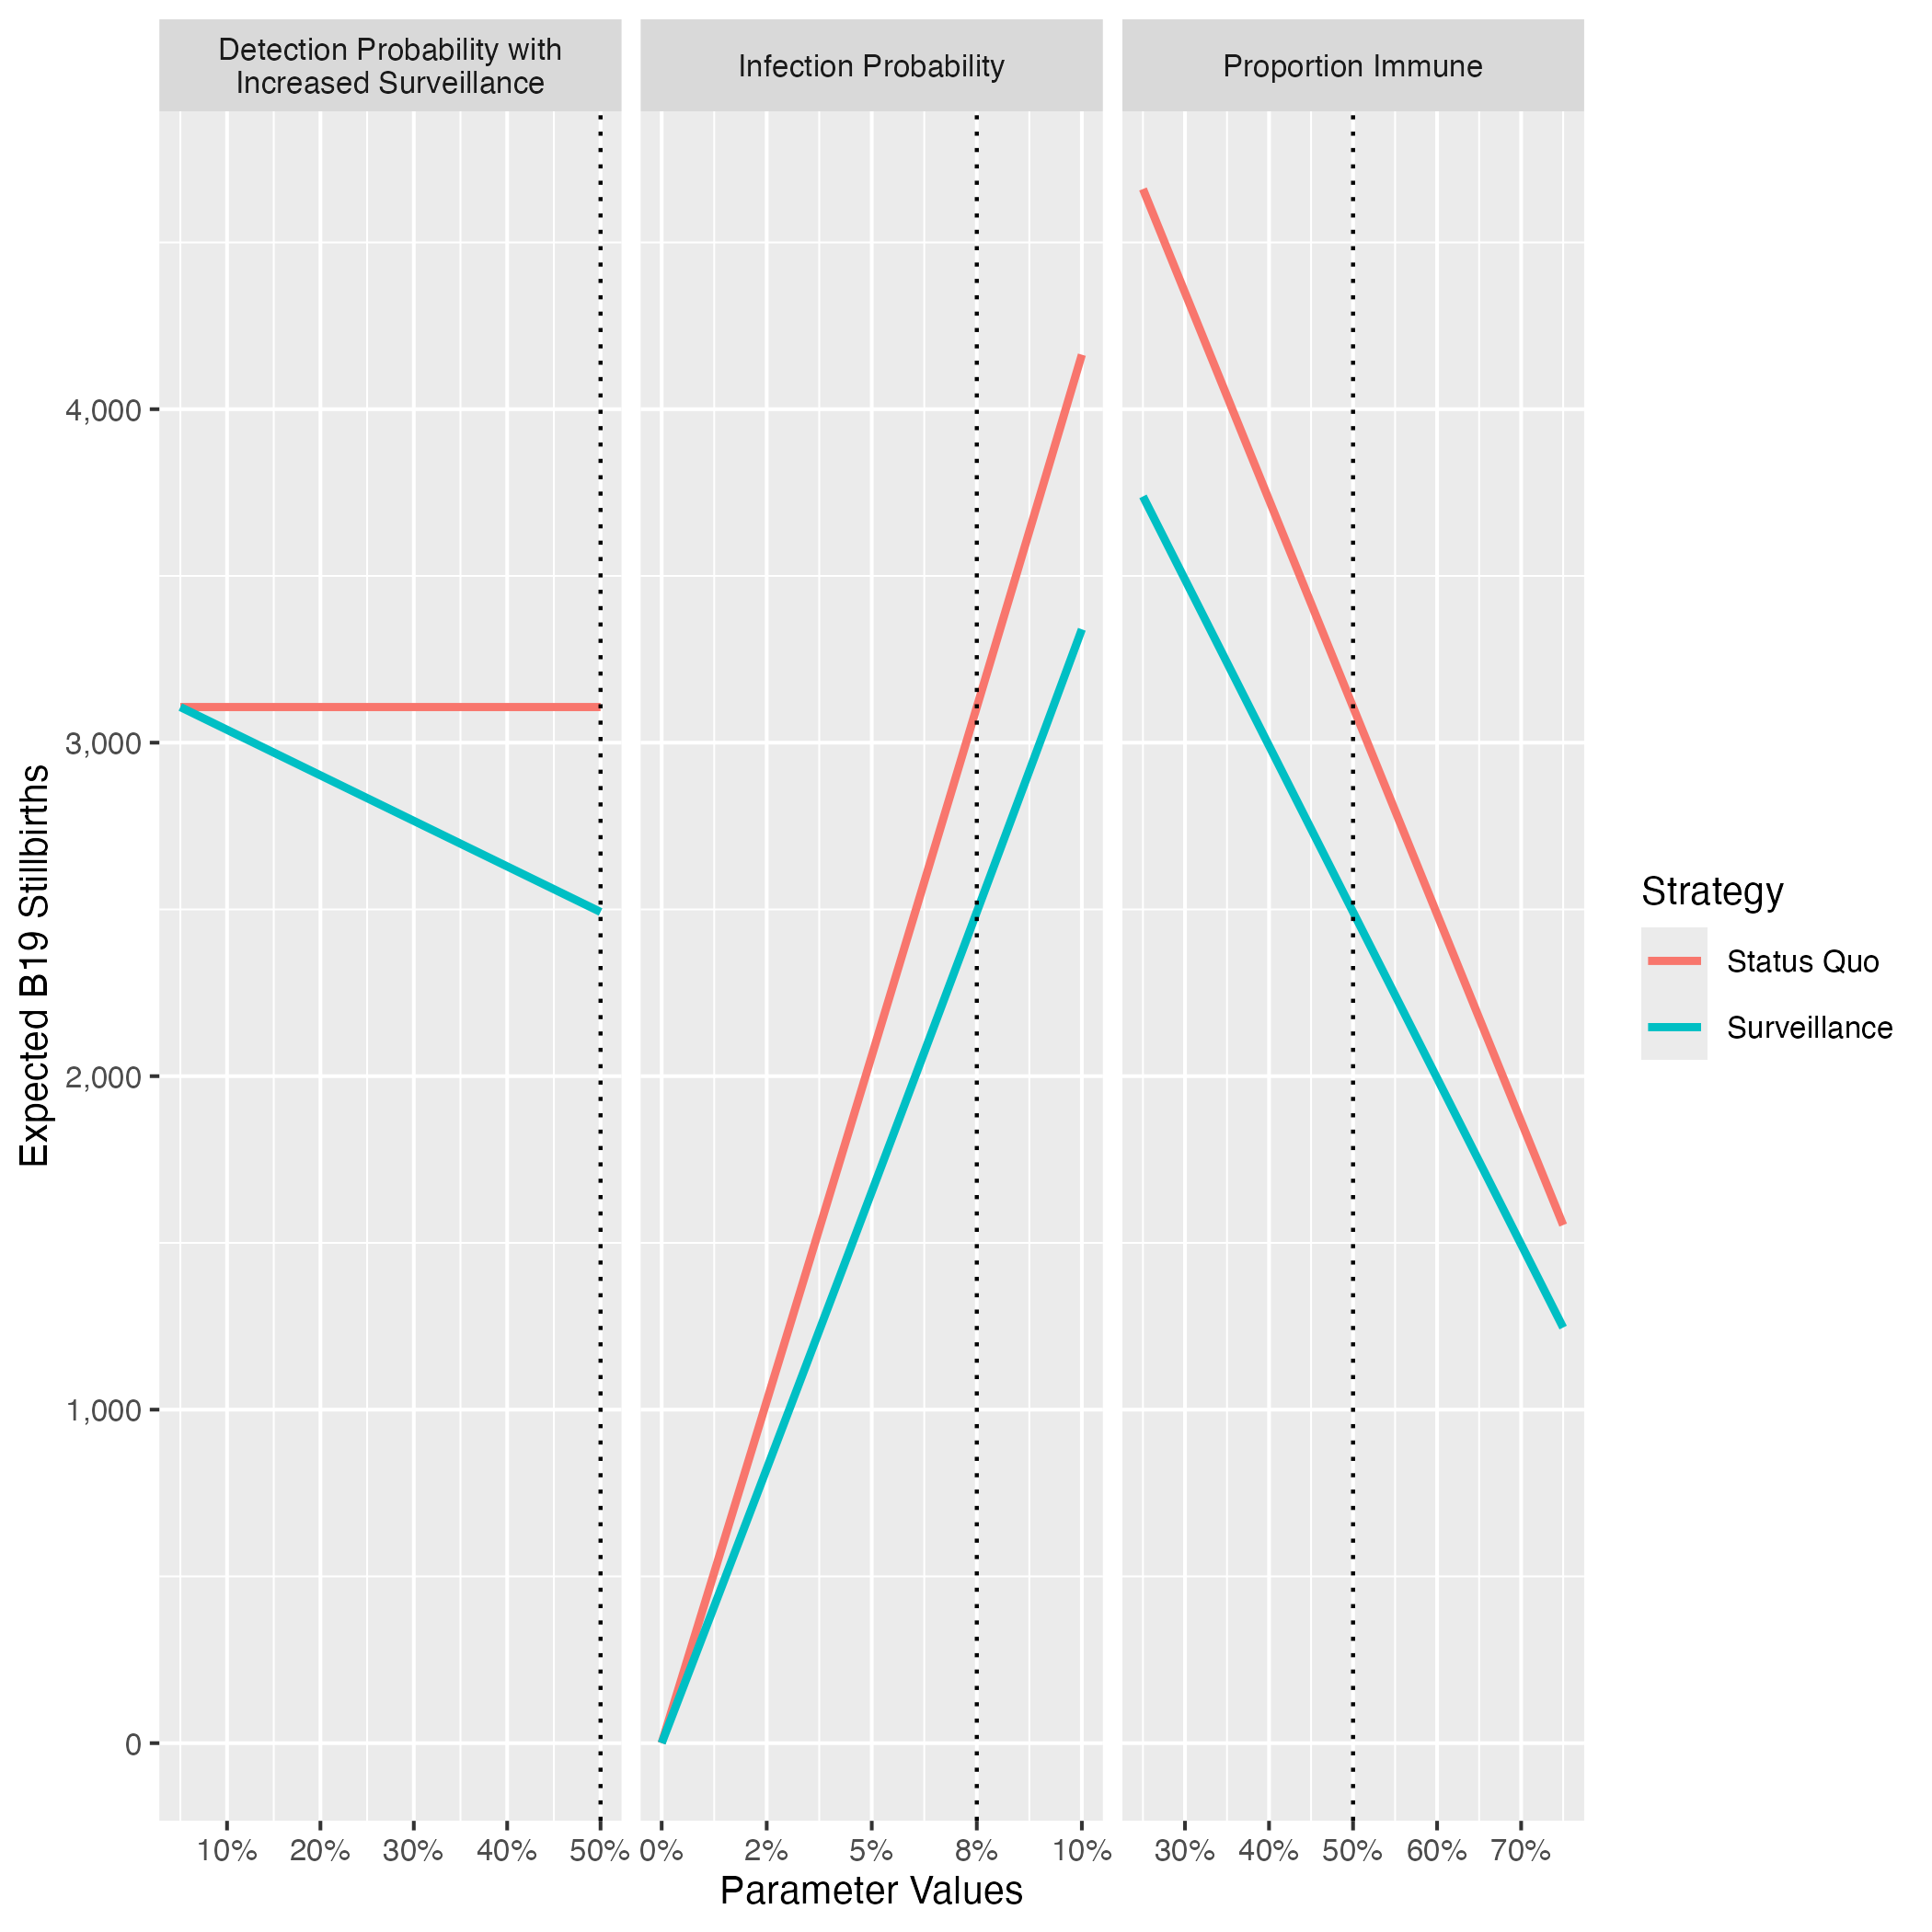 Detection Probability with
Increased Surveillance
Infection Probability
Proportion Immune
Expected B19 Stillbirths
4,000
3,000
2,000
1,000
0
10% 20% 30% 40% 50%
0% 2% 5% 8% 10%
30% 40% 50% 60% 70%
Parameter Values
Strategy
Status Quo
Surveillance